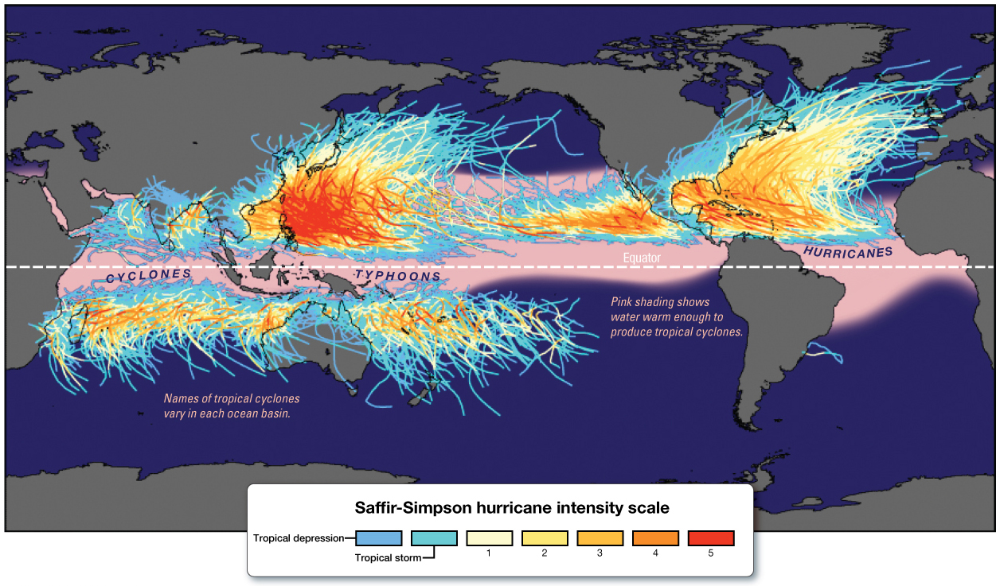 Equator
HURRICANES
CYCLONES
TYPHOONS
Pink shading shows
water warm enough to
produce tropical cyclones.
Names of tropical cyclones
vary in each ocean basin.
Saffir-Simpson hurricane intensity scale
Tropical depression
Tropical storm
1 2 3 4 5